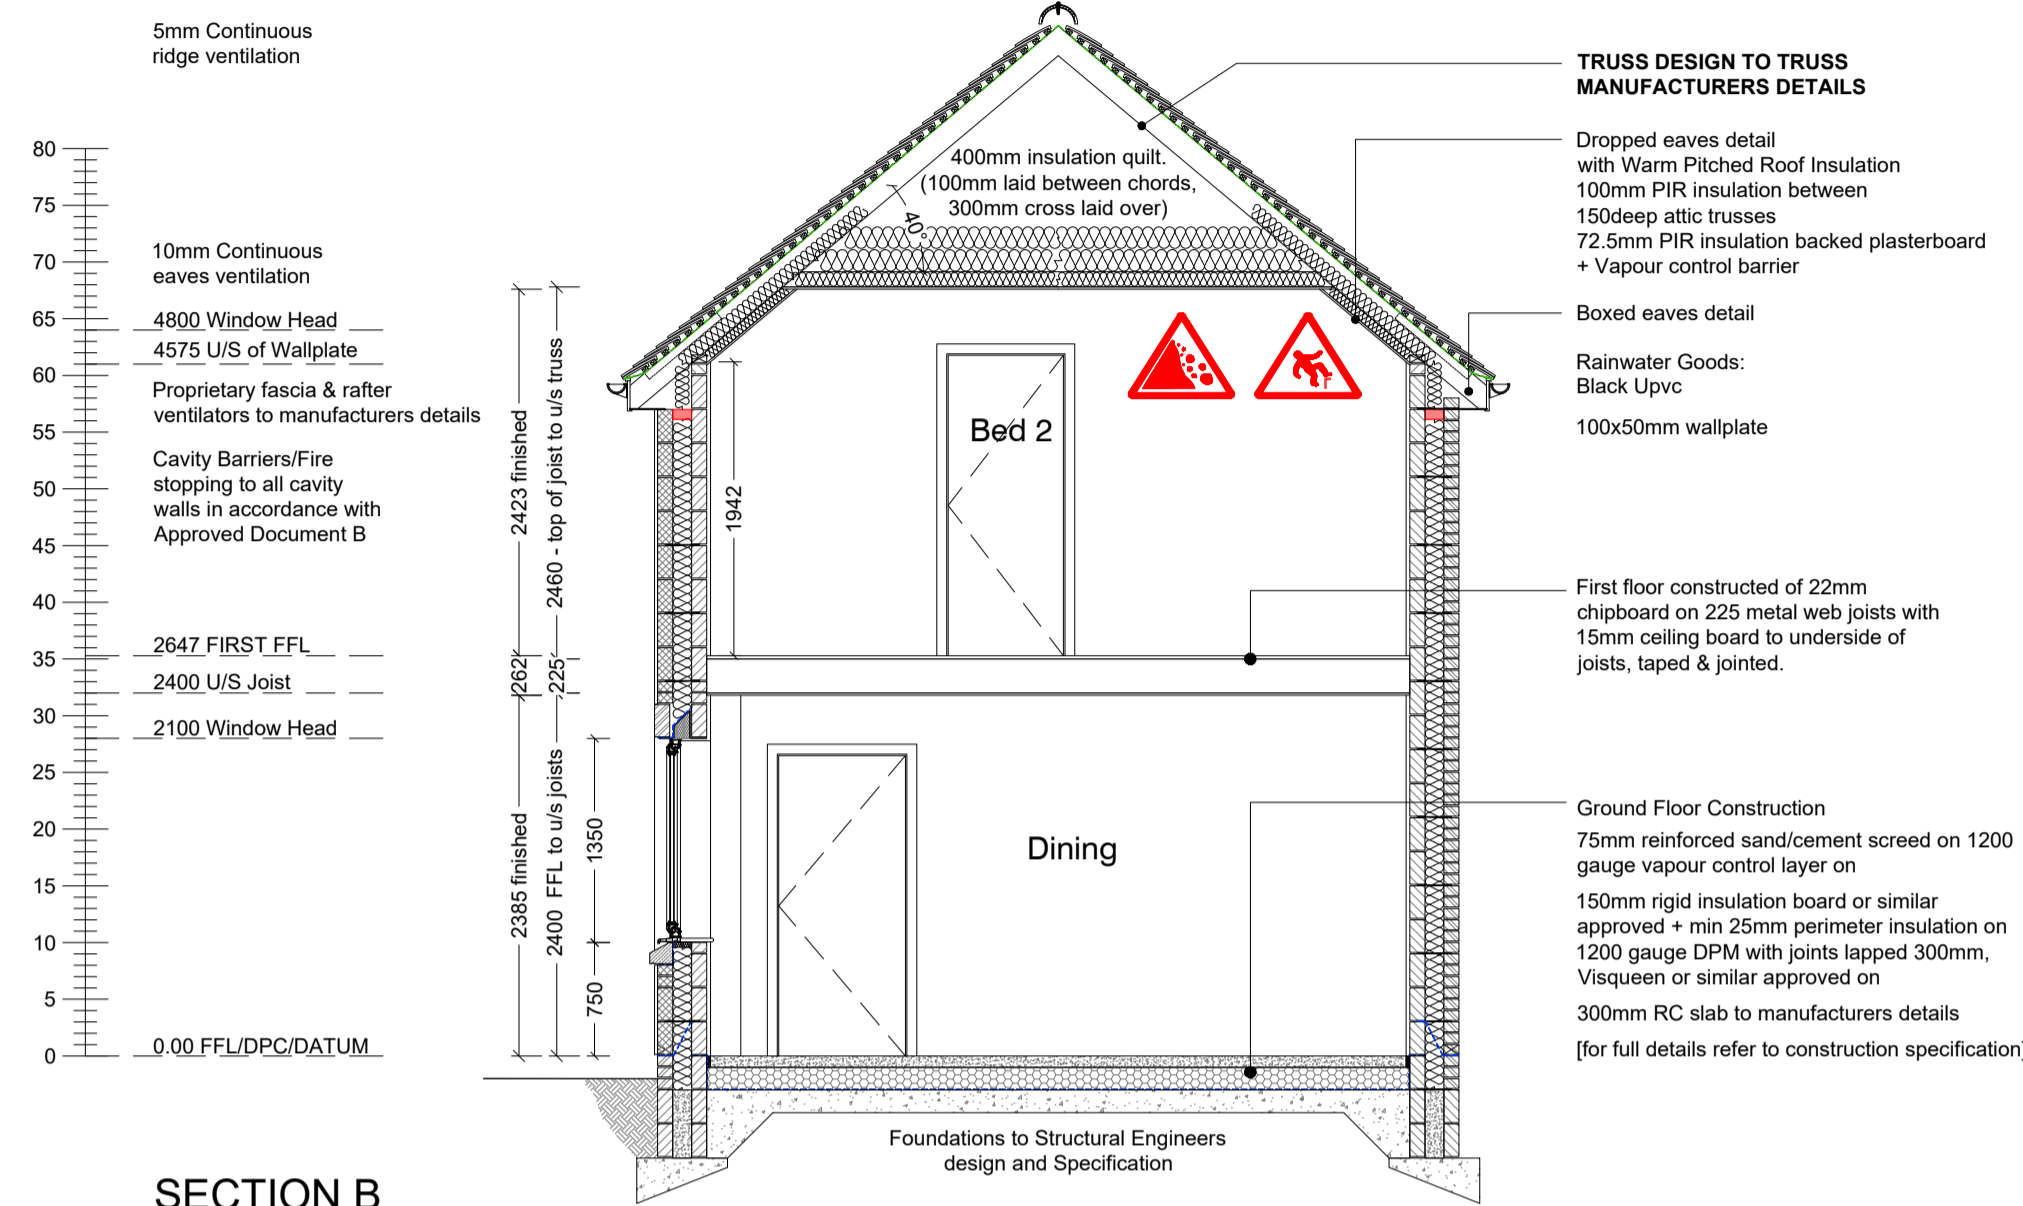 5mm Continuous
ridge ventilation
80
75
70
65
60
55
50
45
40
35
30
25
20
15
10
5
0
10mm Continuous
eaves ventilation
4800 Window Head
4575 U/S of Wallplate
Proprietary fascia & rafter
ventilators to manufacturers details
Cavity Barriers/Fire
stopping to all cavity
walls in accordance with
Approved Document B
2647 FIRST FFL
2400 U/S Joist
2100 Window Head
0.00 FFL/DPC/DATUM
2423 finished
2460 - top of joist to u/s truss
262
225
2385 finished
2400 FFL to u/s joists
1350
750
1942
400mm insulation quilt.
(100mm laid between chords,
300mm cross laid over)
40°
Bed 2
Dining
Foundations to Structural Engineers
design and Specification
TRUSS DESIGN TO TRUSS
MANUFACTURERS DETAILS
Dropped eaves detail
with Warm Pitched Roof Insulation
100mm PIR insulation between
150deep attic trusses
72.5mm PIR insulation backed plasterboard
+ Vapour control barrier
Boxed eaves detail
Rainwater Goods:
Black Upvc
100x50mm wallplate
First floor constructed of 22mm
chipboard on 225 metal web joists with
15mm ceiling board to underside of
joists, taped & jointed.
Ground Floor Construction
75mm reinforced sand/cement screed on 1200
gauge vapour control layer on
150mm rigid insulation board or similar
approved + min 25mm perimeter insulation on
1200 gauge DPM with joints lapped 300mm,
Visqueen or similar approved on
300mm RC slab to manufacturers details
[for full details refer to construction specification]
SECTION B